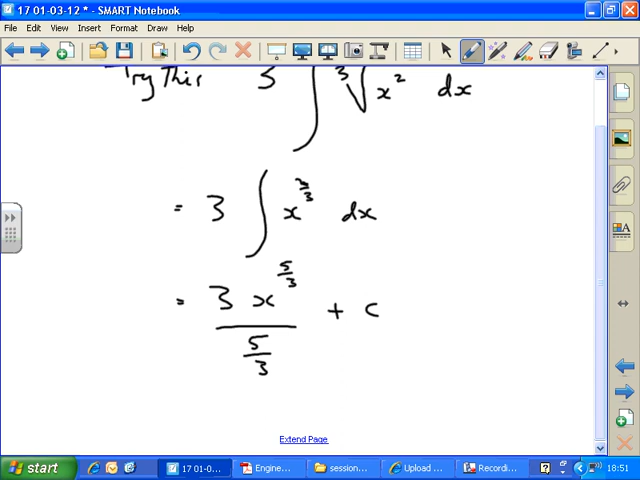 17 01-03-12 * - SMART Notebook
File Edit View Insert Format Draw Help
Try This 3 ∫ ∛x² dx
= 3 ∫ x^(2/3) dx
= 3 x^(5/3) / (5/3) + c
Extend Page
start 17 01-0... Engine... session... Upload ... Recordi... ? 18:51